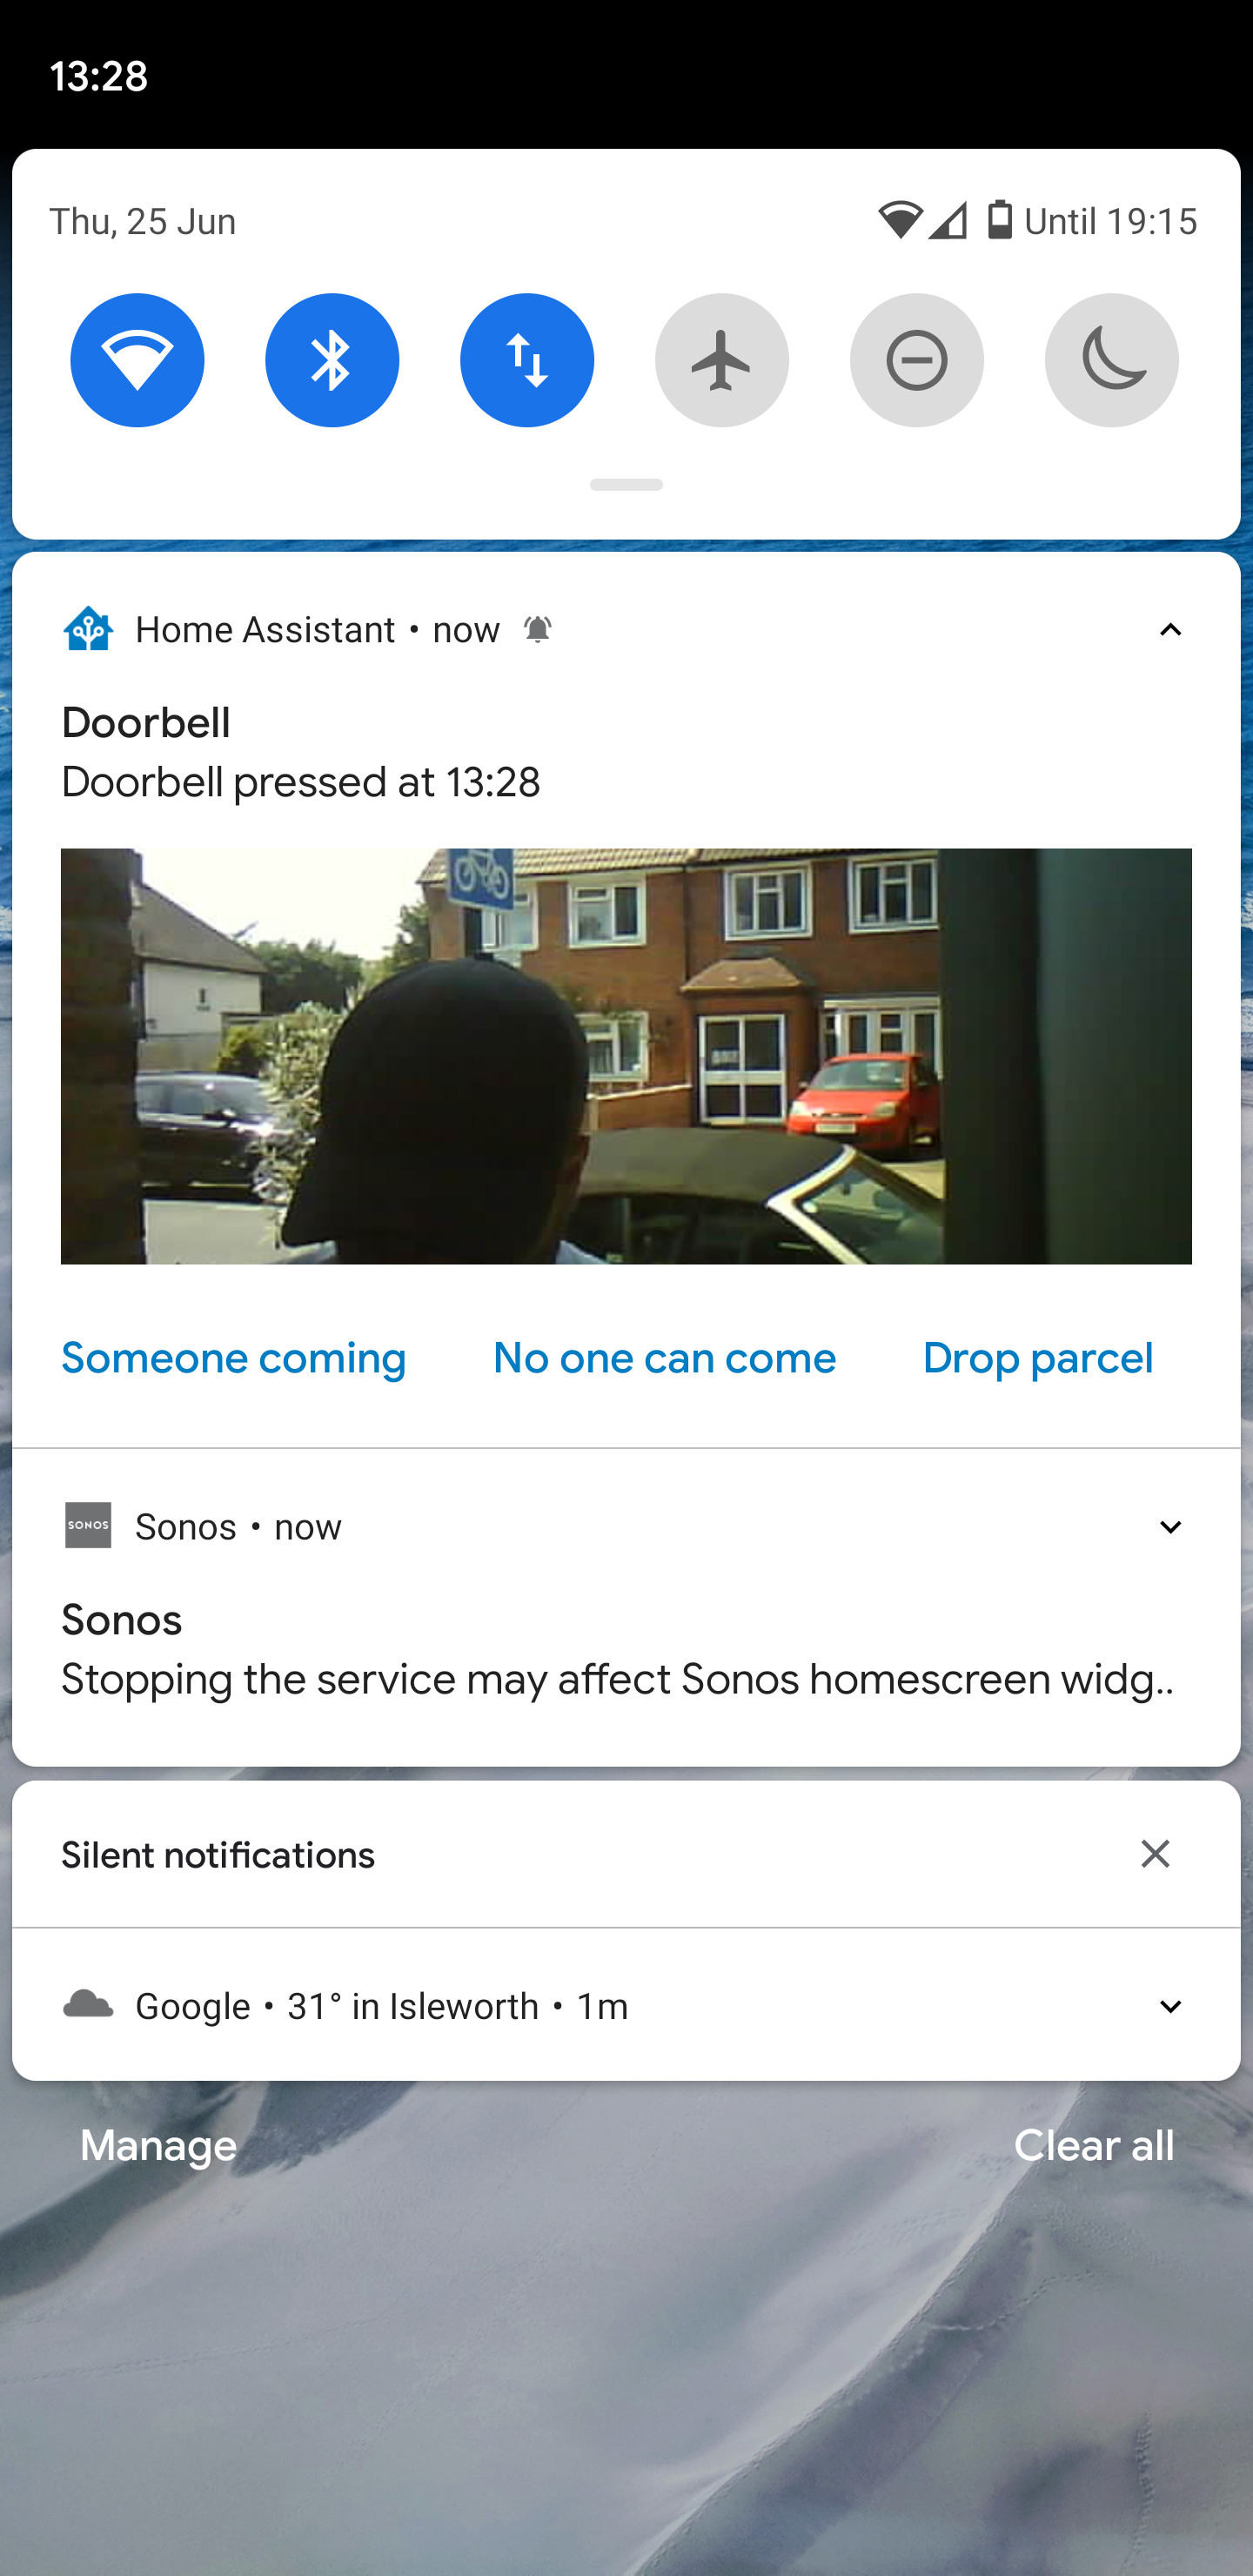 13:28
Thu, 25 Jun Until 19:15
Home Assistant • now
Doorbell
Doorbell pressed at 13:28
Someone coming No one can come Drop parcel
SONOS Sonos • now
Sonos
Stopping the service may affect Sonos homescreen widg..
Silent notifications
Google • 31° in Isleworth • 1m
Manage Clear all